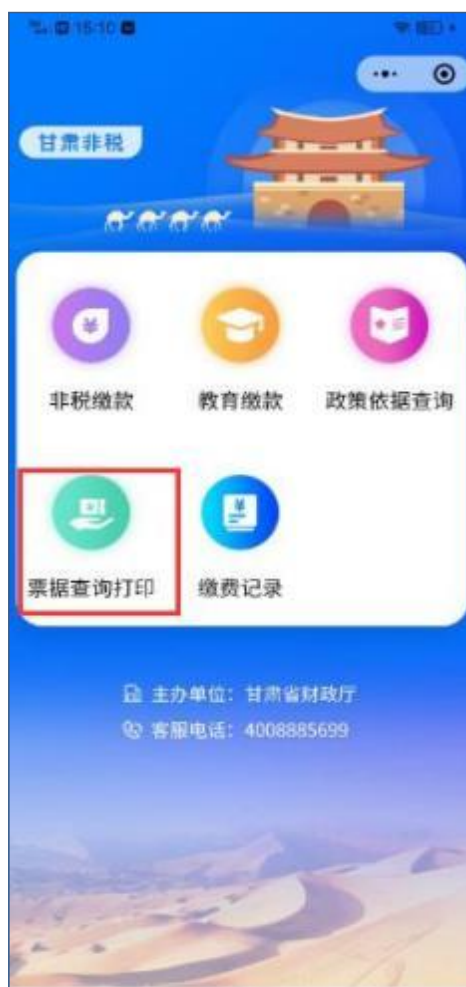 15:10
甘肃非税
非税缴款
教育缴款
政策依据查询
票据查询打印
缴费记录
主办单位：甘肃省财政厅
客服电话：4008885699